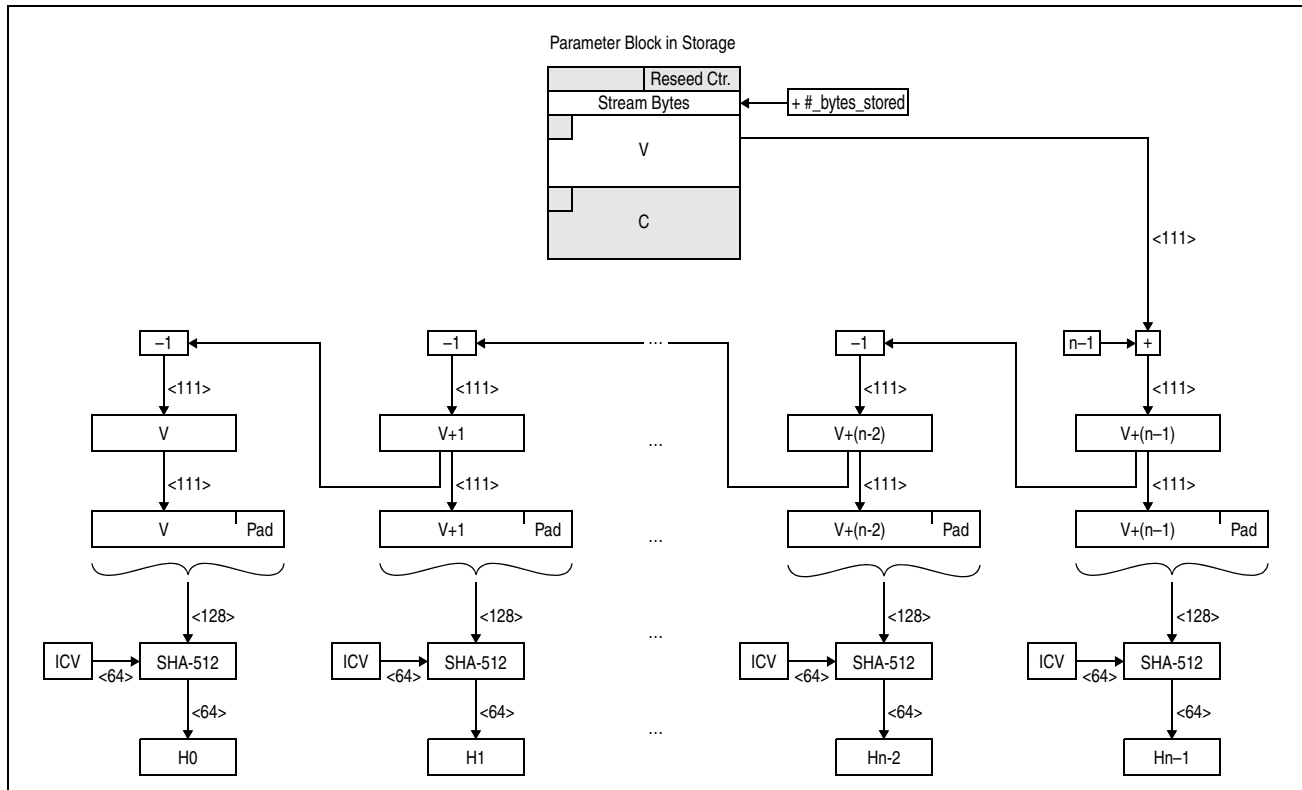 Parameter Block in Storage
Reseed Ctr.
Stream Bytes
+ #_bytes_stored
V
C
<111>
–1
–1
...
–1
n–1
+
<111>
<111>
<111>
<111>
V
V+1
...
V+(n-2)
V+(n–1)
<111>
<111>
<111>
<111>
V
Pad
V+1
Pad
...
V+(n-2)
Pad
V+(n–1)
Pad
<128>
<128>
...
<128>
<128>
ICV
SHA-512
ICV
SHA-512
ICV
SHA-512
ICV
SHA-512
<64>
<64>
<64>
<64>
<64>
<64>
...
<64>
<64>
H0
H1
Hn-2
Hn–1